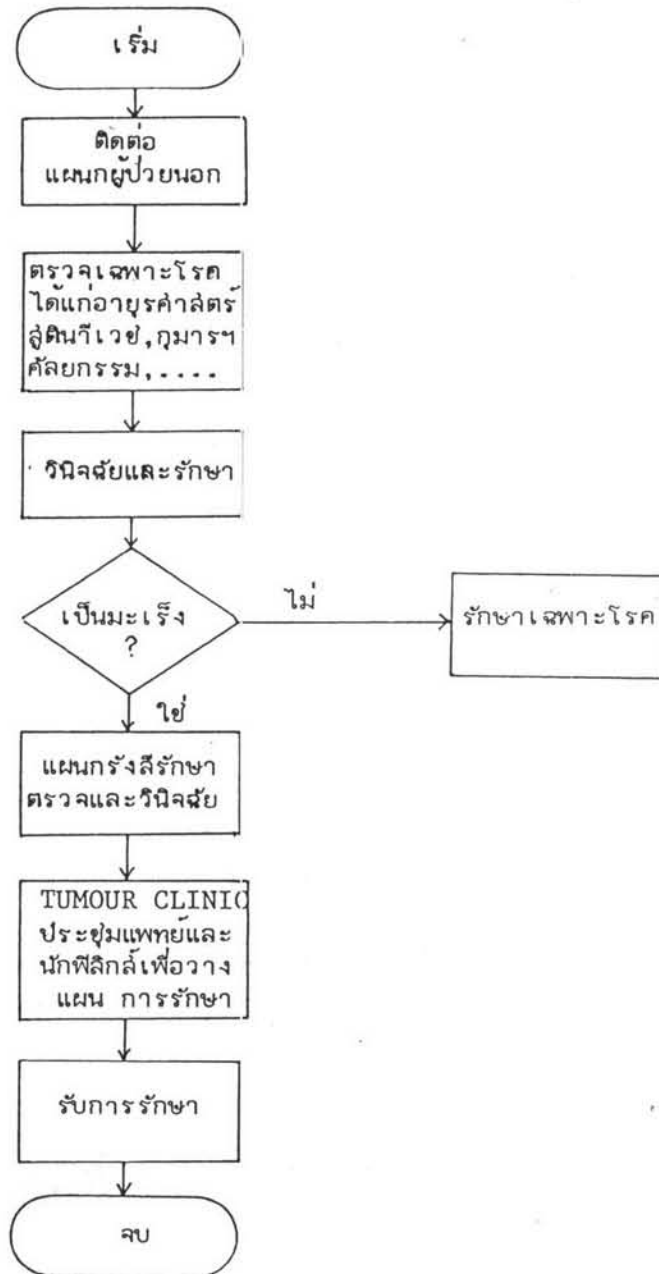 เริ่ม
ติดต่อ
แผนกผู้ป่วยนอก
ตรวจเฉพาะโรค
ได้แก่อายุรศาสตร์
สูตินรีเวช,กุมารฯ
ศัลยกรรม,....
วินิจฉัยและรักษา
เป็นมะเร็ง
?
ไม่
รักษาเฉพาะโรค
ใช่
แผนกรังสีรักษา
ตรวจและวินิจฉัย
TUMOUR CLINIC
ประชุมแพทย์และ
นักฟิสิกส์เพื่อวาง
แผน การรักษา
รับการรักษา
จบ